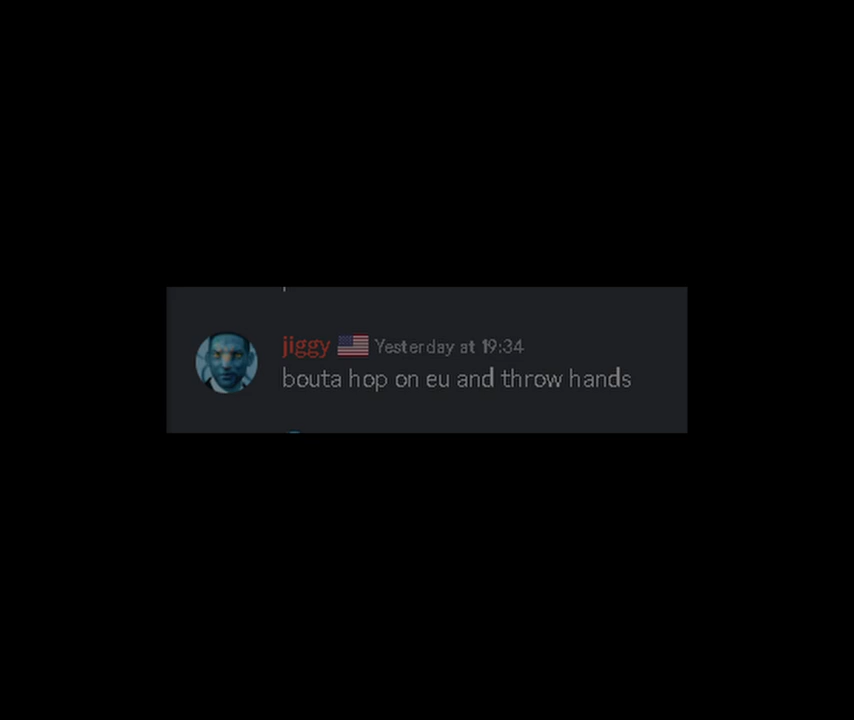 jiggy 🇺🇸 Yesterday at 19:34
bouta hop on eu and throw hands